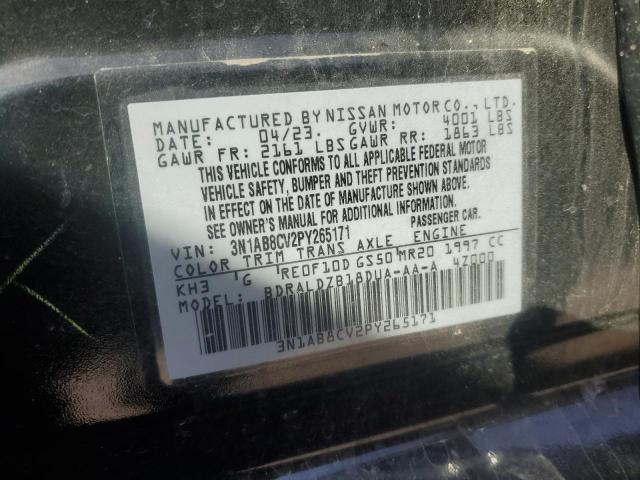 MANUFACTURED BY NISSAN MOTOR CO., LTD.
DATE: 04/23. GVWR: 4001 LBS
GAWR FR: 2161 LBS GAWR RR: 1863 LBS
THIS VEHICLE CONFORMS TO ALL APPLICABLE FEDERAL MOTOR
VEHICLE SAFETY, BUMPER AND THEFT PREVENTION STANDARDS
IN EFFECT ON THE DATE OF MANUFACTURE SHOWN ABOVE.
SEE OWNER'S MANUAL FOR ADDITIONAL INFORMATION.
VIN: 3N1AB8CV2PY265171 PASSENGER CAR.
COLOR TRIM TRANS AXLE ENGINE
KH3 G RE0F10D GS50 MR20 1997 CC
MODEL: BDRALDZB18DUA-AA-A 4Z000
3N1AB8CV2PY265171